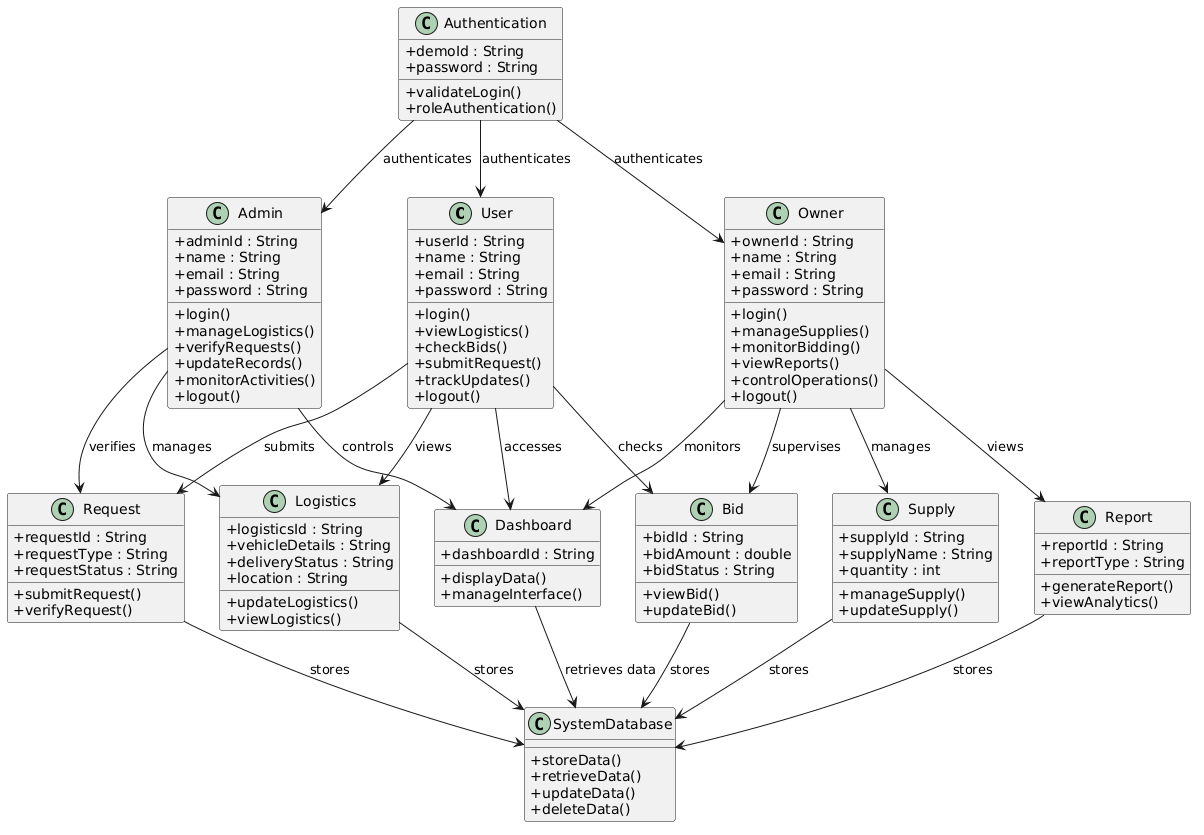 C Authentication
+demoId : String
+password : String
+validateLogin()
+roleAuthentication()
authenticates
authenticates
authenticates
C Admin
+adminId : String
+name : String
+email : String
+password : String
+login()
+manageLogistics()
+verifyRequests()
+updateRecords()
+monitorActivities()
+logout()
C User
+userId : String
+name : String
+email : String
+password : String
+login()
+viewLogistics()
+checkBids()
+submitRequest()
+trackUpdates()
+logout()
C Owner
+ownerId : String
+name : String
+email : String
+password : String
+login()
+manageSupplies()
+monitorBidding()
+viewReports()
+controlOperations()
+logout()
verifies
manages
submits
controls
views
accesses
checks
monitors
supervises
manages
views
C Request
+requestId : String
+requestType : String
+requestStatus : String
+submitRequest()
+verifyRequest()
C Logistics
+logisticsId : String
+vehicleDetails : String
+deliveryStatus : String
+location : String
+updateLogistics()
+viewLogistics()
C Dashboard
+dashboardId : String
+displayData()
+manageInterface()
C Bid
+bidId : String
+bidAmount : double
+bidStatus : String
+viewBid()
+updateBid()
C Supply
+supplyId : String
+supplyName : String
+quantity : int
+manageSupply()
+updateSupply()
C Report
+reportId : String
+reportType : String
+generateReport()
+viewAnalytics()
stores
stores
retrieves data
stores
stores
stores
C SystemDatabase
+storeData()
+retrieveData()
+updateData()
+deleteData()